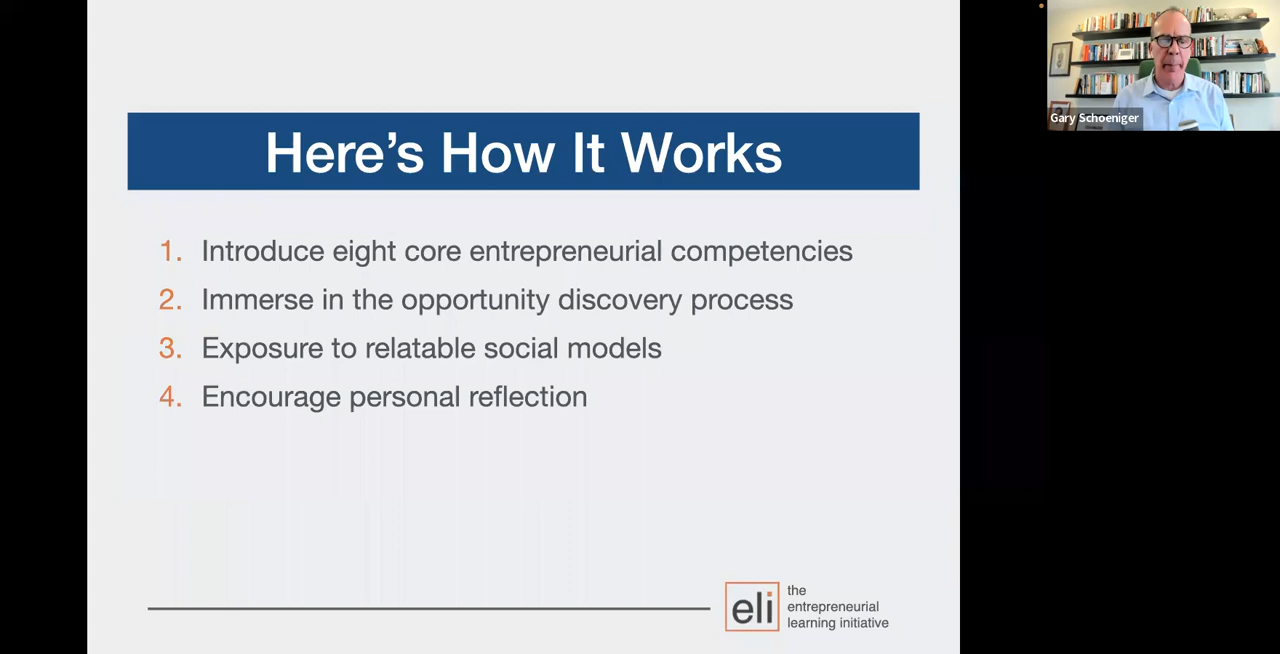 Here's How It Works
1. Introduce eight core entrepreneurial competencies
2. Immerse in the opportunity discovery process
3. Exposure to relatable social models
4. Encourage personal reflection
eli
the
entrepreneurial
learning initiative
Gary Schoeniger